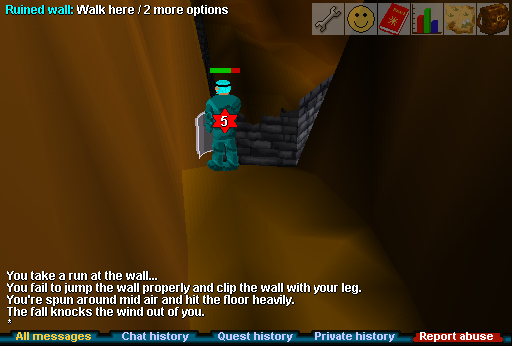 Ruined wall: Walk here / 2 more options
5
You take a run at the wall...
You fail to jump the wall properly and clip the wall with your leg.
You're spun around mid air and hit the floor heavily.
The fall knocks the wind out of you.
*
All messages Chat history Quest history Private history Report abuse